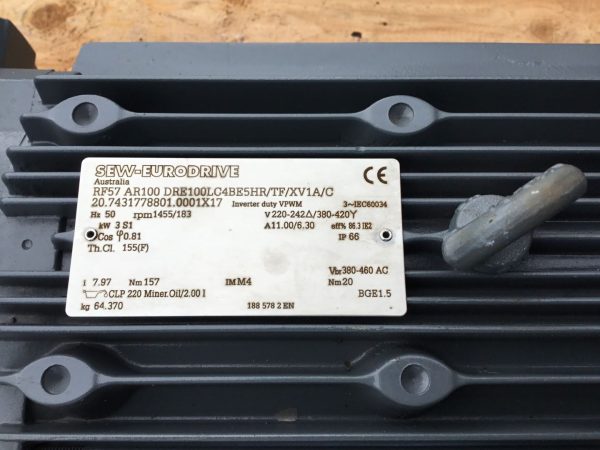 SEW-EURODRIVE CE
Australia
RF57 AR100 DRE100LC4BE5HR/TF/XV1A/C
20.7431778801.0001X17 Inverter duty VPWM 3~IEC60034
Hz 50 rpm 1455/183 V 220-242Δ/380-420Y
kW 3 S1 A 11.00/6.30 eff% 86.3 IE2
Cos φ 0.81 IP 66
Th.Cl. 155(F)
Vbr 380-460 AC
i 7.97 Nm 157 IM M4 Nm 20
CLP 220 Miner.Oil/2.00 l BGE1.5
kg 64.370 188 578 2 EN